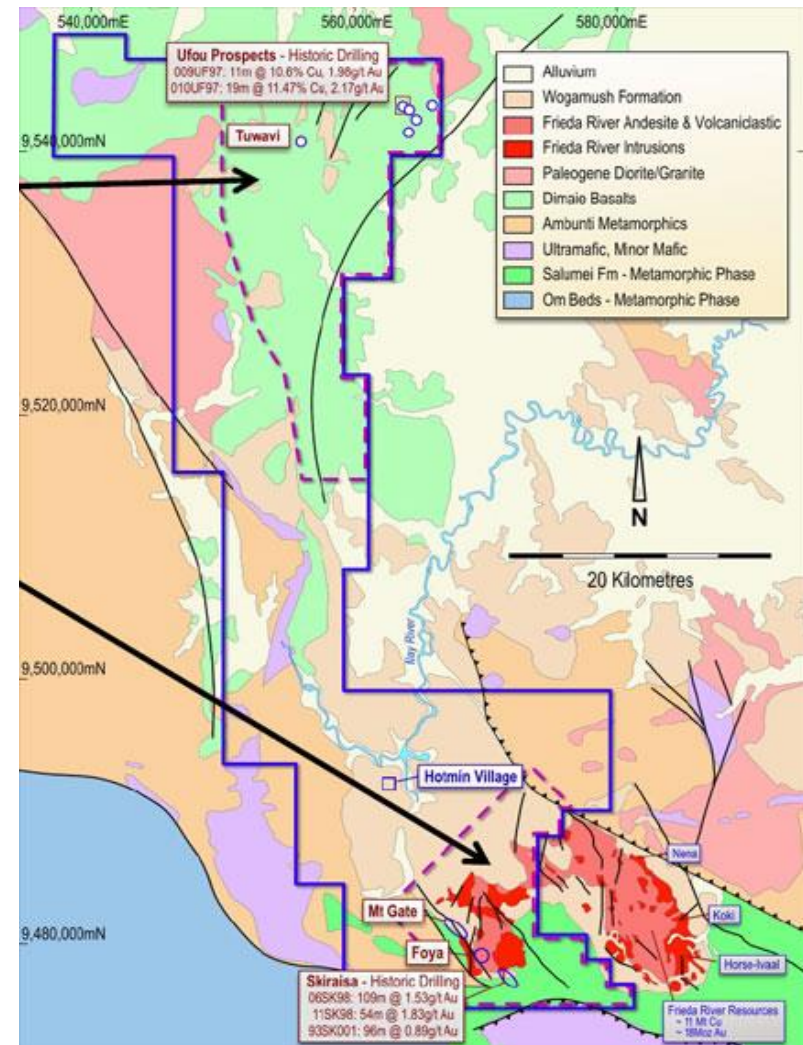 540,000mE
560,000mE
580,000mE
Ufou Prospects - Historic Drilling
009UF97: 11m @ 10.6% Cu, 1.98g/t Au
010UF97: 19m @ 11.47% Cu, 2.17g/t Au
Alluvium
Wogamush Formation
Frieda River Andesite & Volcaniclastic
Frieda River Intrusions
Paleogene Diorite/Granite
Dimaio Basalts
Ambunti Metamorphics
Ultramafic, Minor Mafic
Salumei Fm - Metamorphic Phase
Om Beds - Metamorphic Phase
Tuwavi
9,540,000mN
9,520,000mN
N
20 Kilometres
River
9,500,000mN
Hotmin Village
Nena
Mt Gate
Koki
9,480,000mN
Foya
Horse-Ivaal
Skiraisa - Historic Drilling
06SK98: 109m @ 1.53g/t Au
11SK98: 54m @ 1.83g/t Au
93SK001: 96m @ 0.89g/t Au
Frieda River Resources
~ 11 Mt Cu
~ 18Moz Au